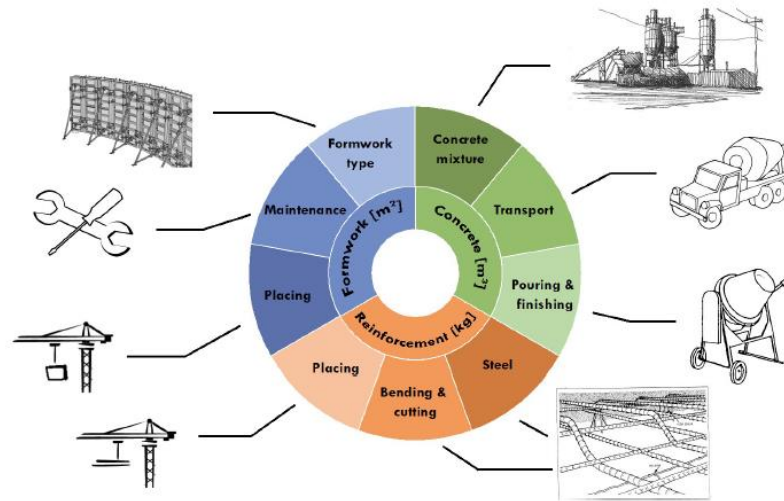 Formwork
type
Concrete
mixture
Maintenance
Transport
Formwork [m²]
Concrete [m³]
Placing
Pouring &
finishing
Reinforcement [kg]
Placing
Bending &
cutting
Steel